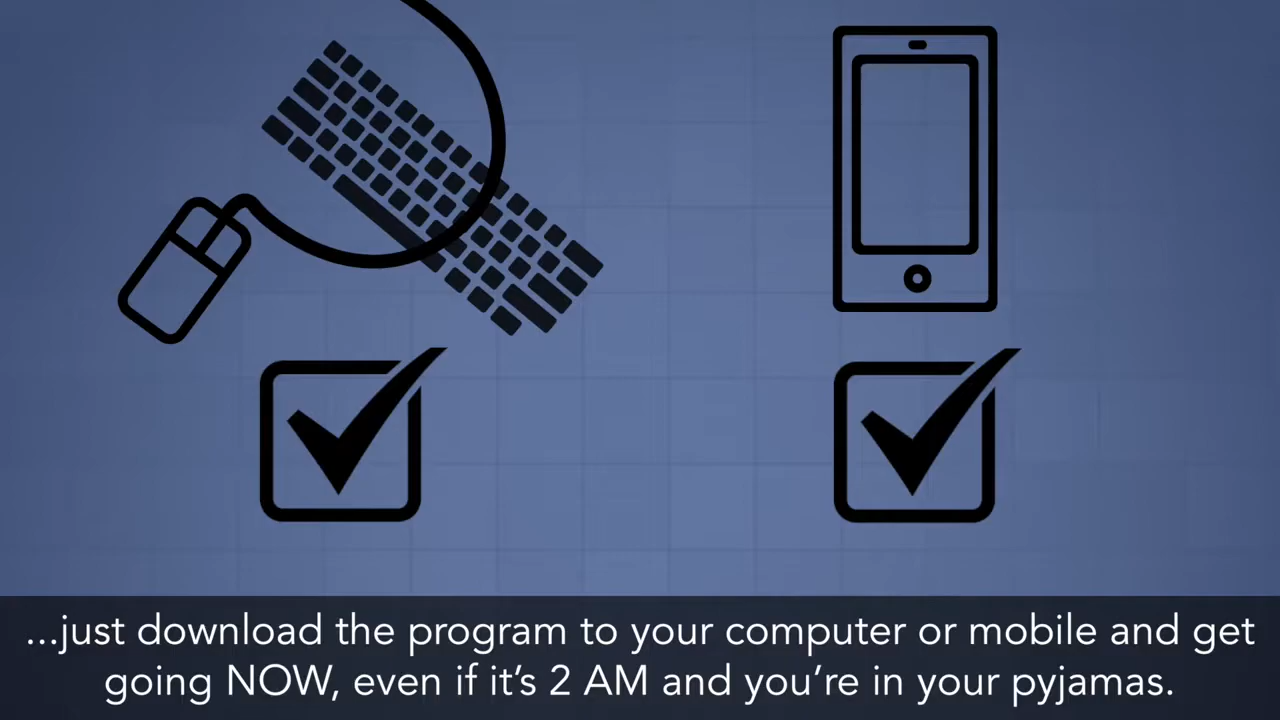 ...just download the program to your computer or mobile and get
going NOW, even if it’s 2 AM and you’re in your pyjamas.